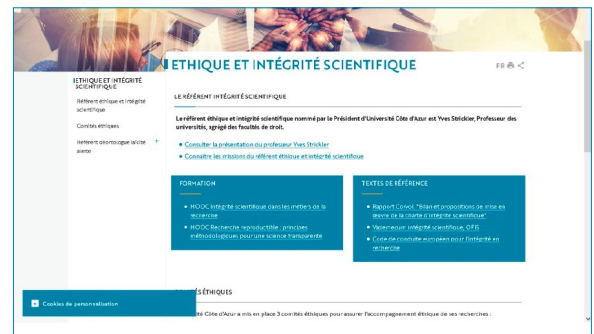 ETHIQUE ET INTÉGRITÉ SCIENTIFIQUE
FR
ETHIQUE ET INTÉGRITÉ
SCIENTIFIQUE
Référent éthique et intégrité
scientifique
Comités éthiques
Référent déontologue laïcité +
alerte
LE RÉFÉRENT INTÉGRITÉ SCIENTIFIQUE
Le référent éthique et intégrité scientifique nommé par le Président d'Université Côte d'Azur est Yves Strickler, Professeur des
universités, agrégé des facultés de droit.
Consulter la présentation du professeur Yves Strickler
Connaître les missions du référent éthique et intégrité scientifique
FORMATION
MOOC Intégrité scientifique dans les métiers de la
recherche
MOOC Recherche reproductible : principes
méthodologiques pour une science transparente
TEXTES DE RÉFÉRENCE
Rapport Corvol, "Bilan et propositions de mise en
œuvre de la charte d'intégrité scientifique"
Vademecum intégrité scientifique, OFIS
Code de conduite européen pour l'intégrité en
recherche
ÉS ÉTHIQUES
ité Côte d'Azur a mis en place 3 comités éthiques pour assurer l'accompagnement éthique de ses recherches :
Cookies de personnalisation